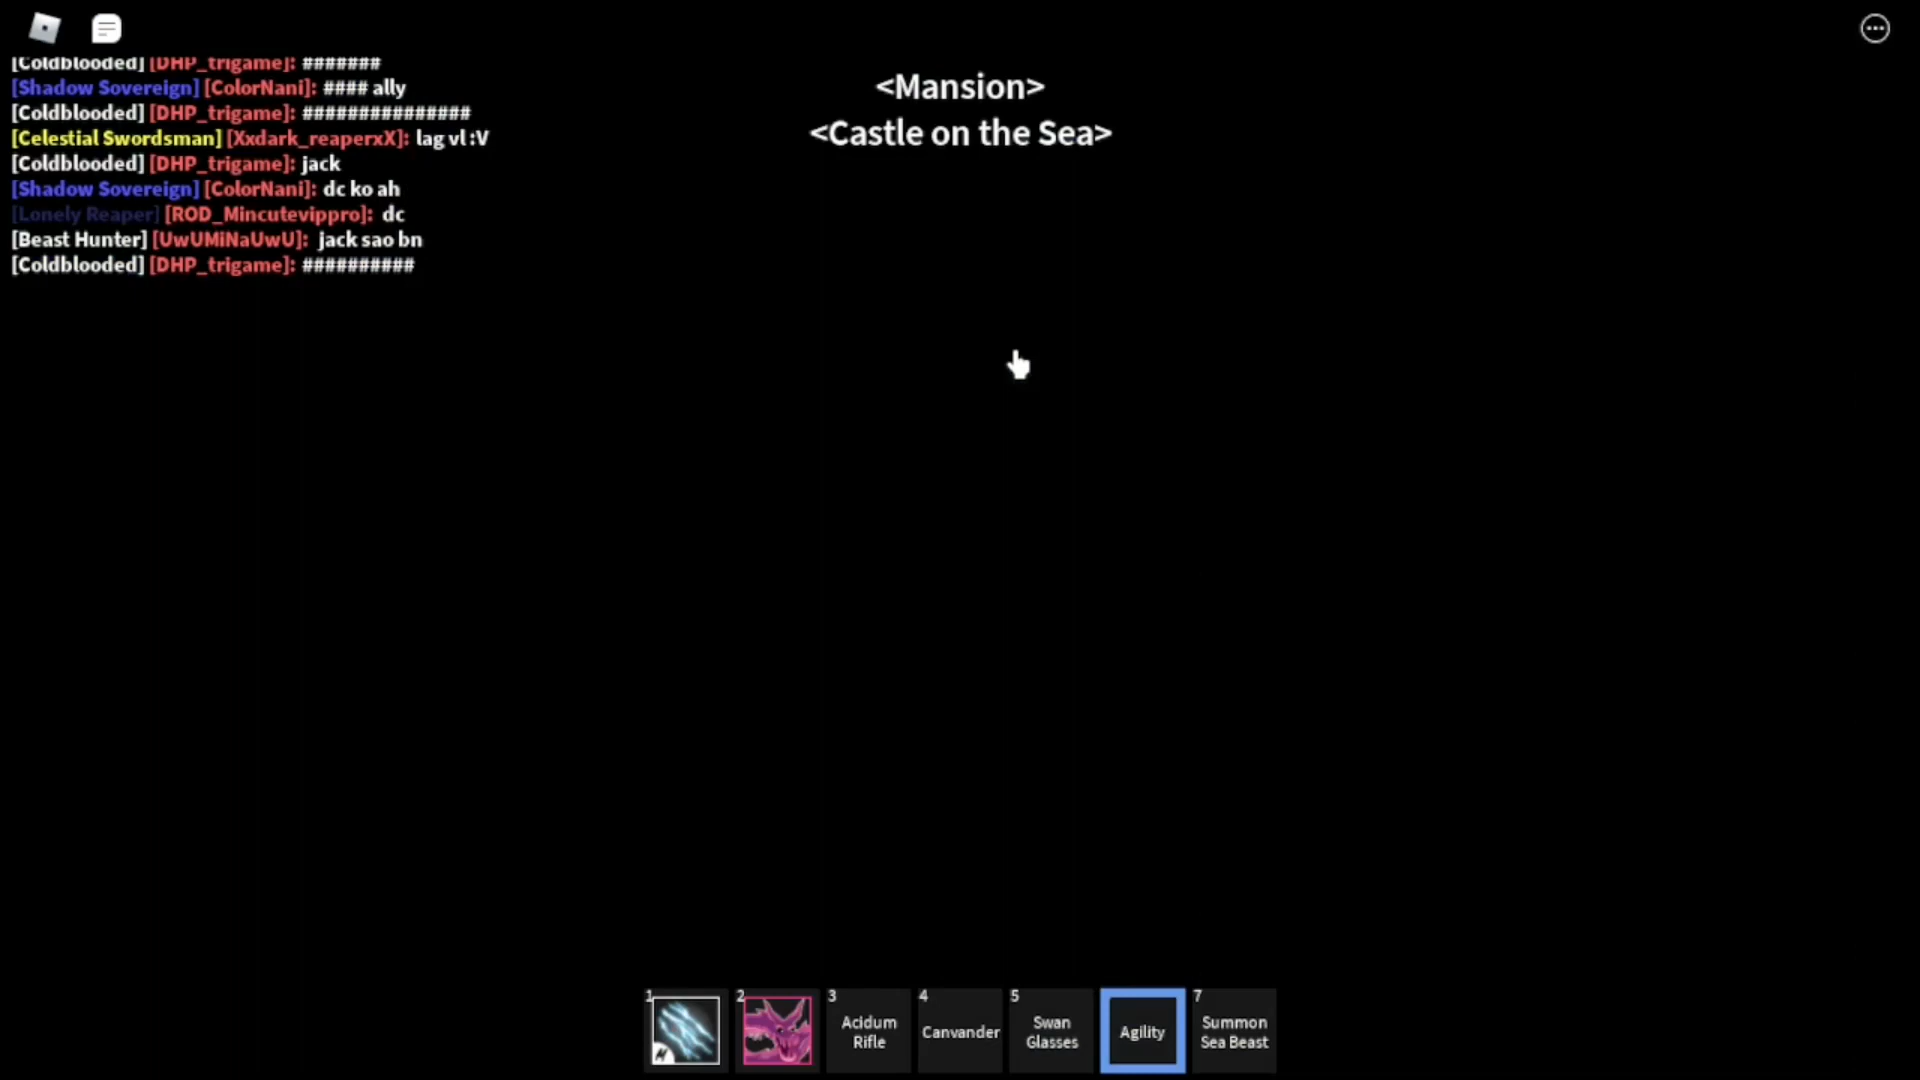 [Coldblooded] [DHP_trigame]: #######
[Shadow Sovereign] [ColorNani]: #### ally
[Coldblooded] [DHP_trigame]: ###############
[Celestial Swordsman] [Xxdark_reaperxX]: lag vl :V
[Coldblooded] [DHP_trigame]: jack
[Shadow Sovereign] [ColorNani]: dc ko ah
[Lonely Reaper] [ROD_Mincutevippro]: dc
[Beast Hunter] [UwUMiNaUwU]: jack sao bn
[Coldblooded] [DHP_trigame]: ##########
<Mansion>
<Castle on the Sea>
1
2
3
Acidum
Rifle
4
Canvander
5
Swan
Glasses
Agility
7
Summon
Sea Beast